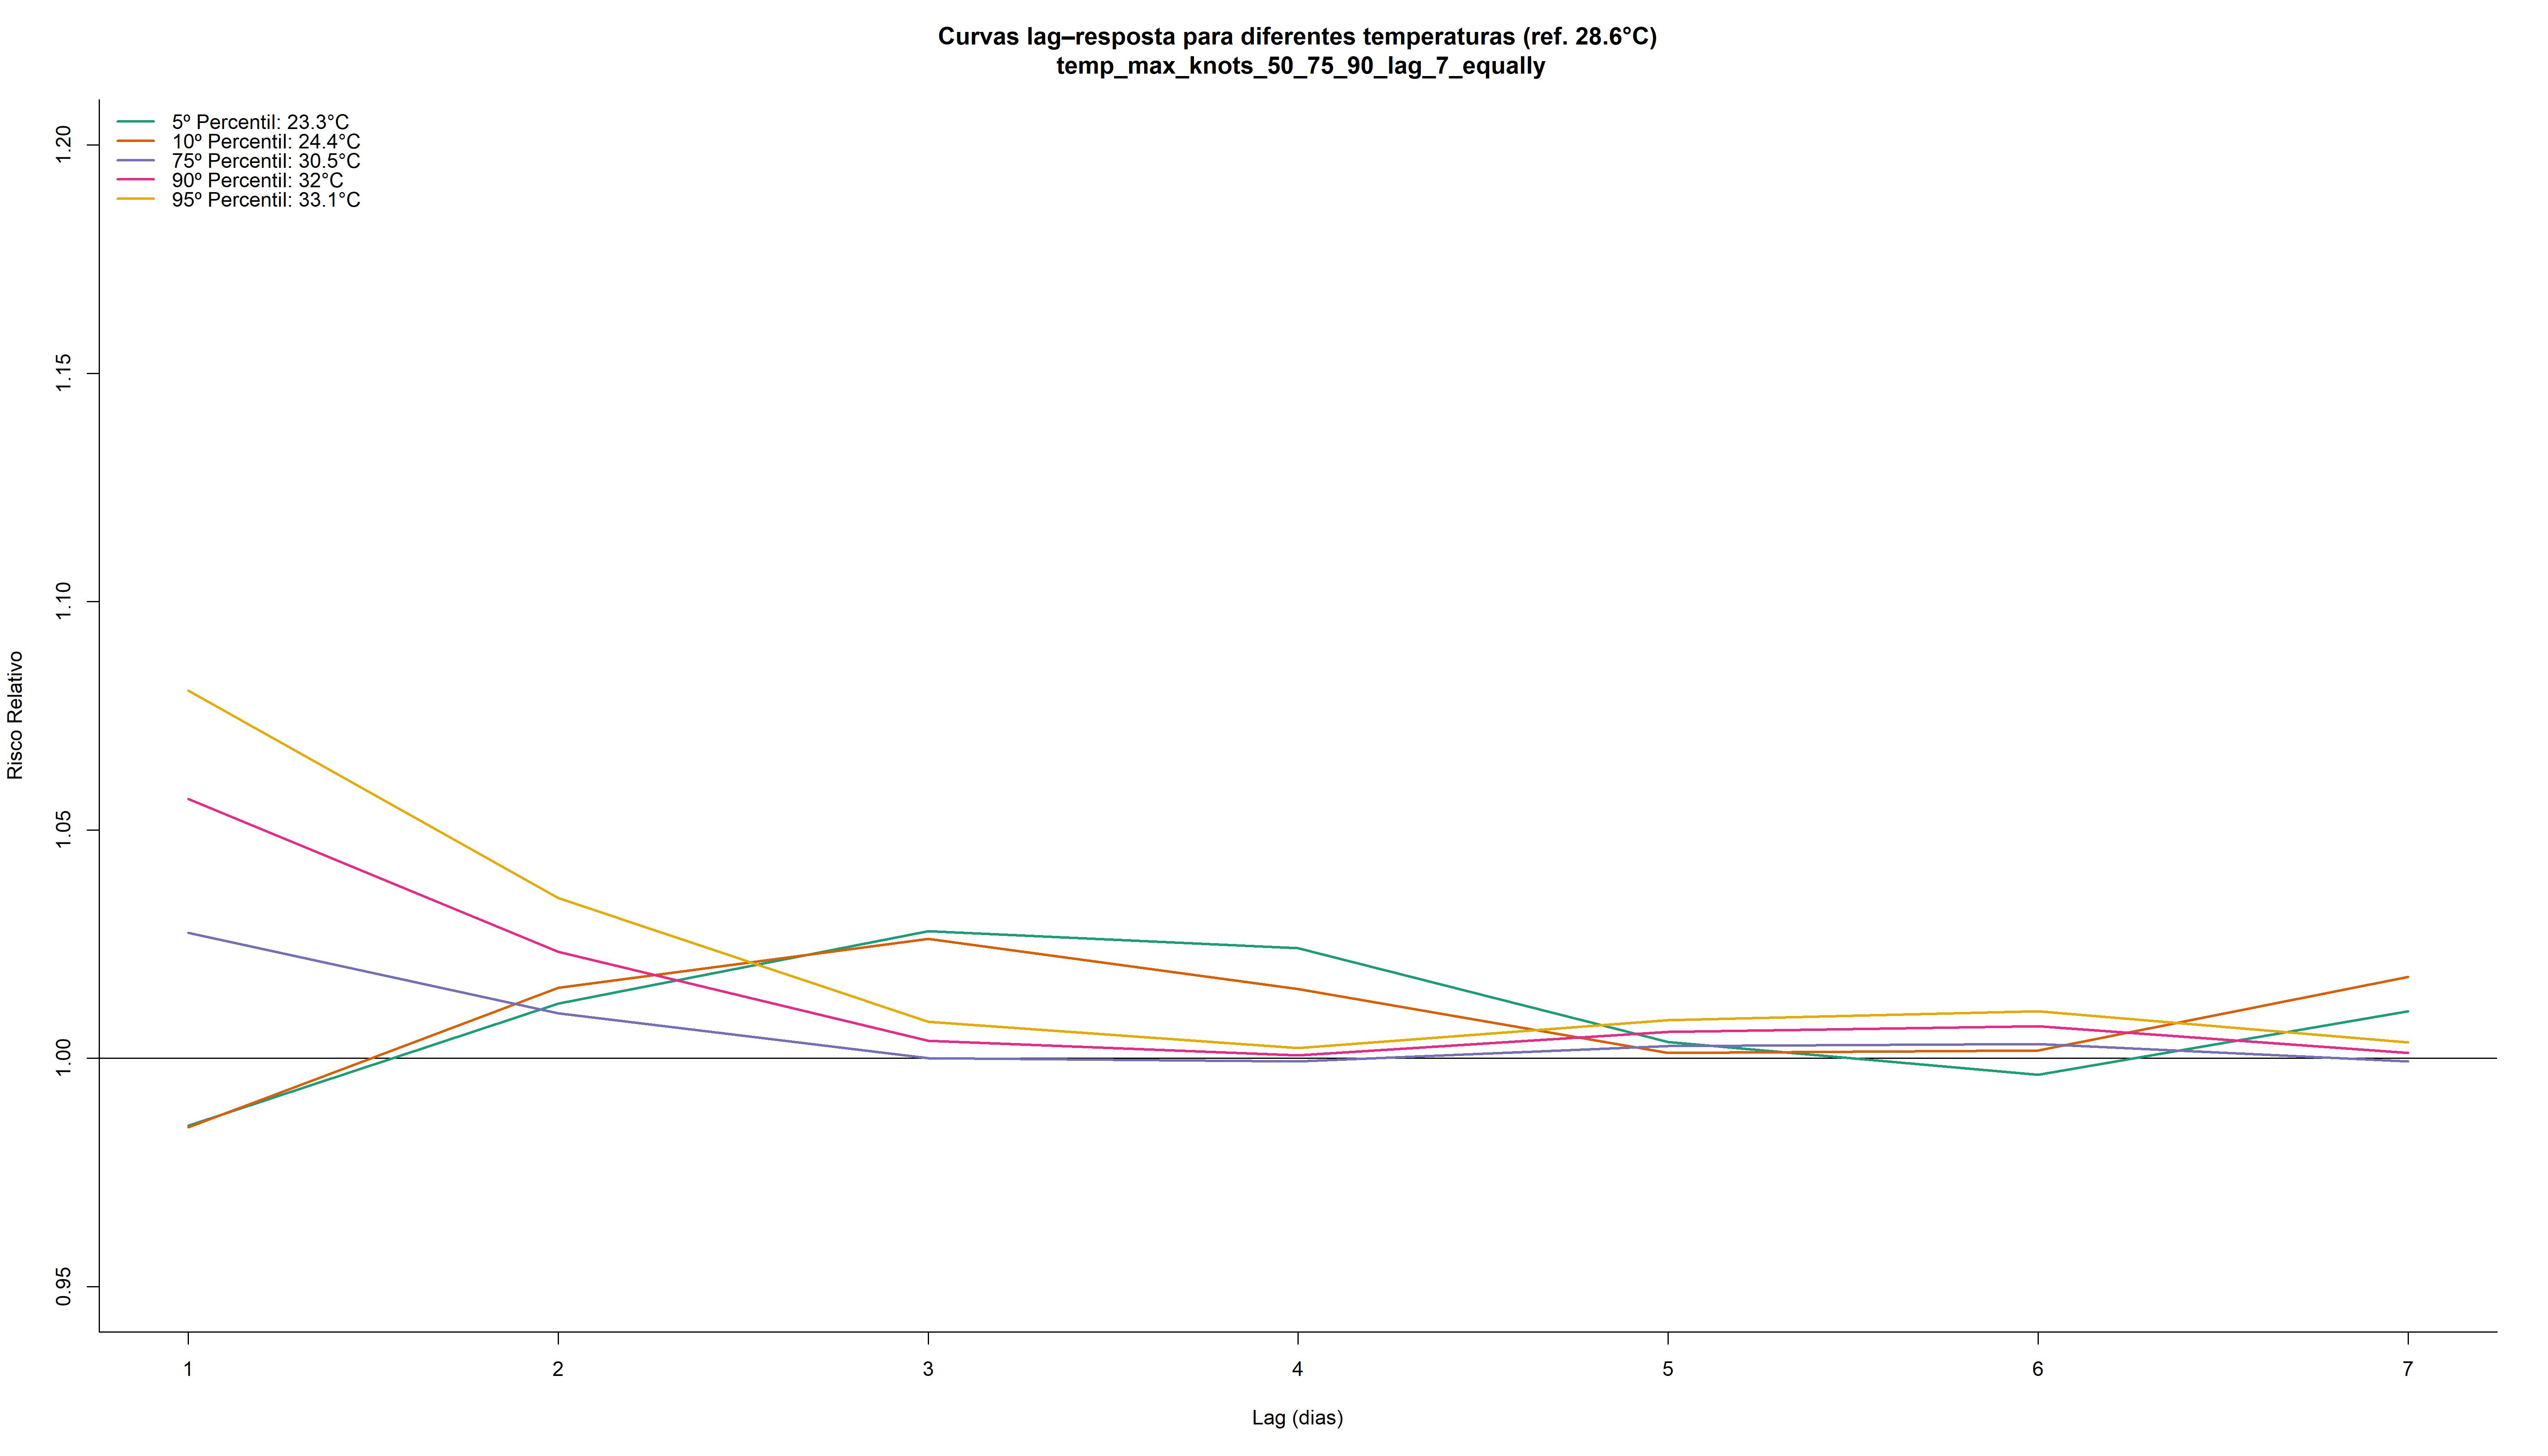 Curvas lag–resposta para diferentes temperaturas (ref. 28.6°C)
temp_max_knots_50_75_90_lag_7_equally
5º Percentil: 23.3°C
10º Percentil: 24.4°C
75º Percentil: 30.5°C
90º Percentil: 32°C
95º Percentil: 33.1°C
1.20
1.15
1.10
1.05
1.00
0.95
Risco Relativo
1 2 3 4 5 6 7
Lag (dias)